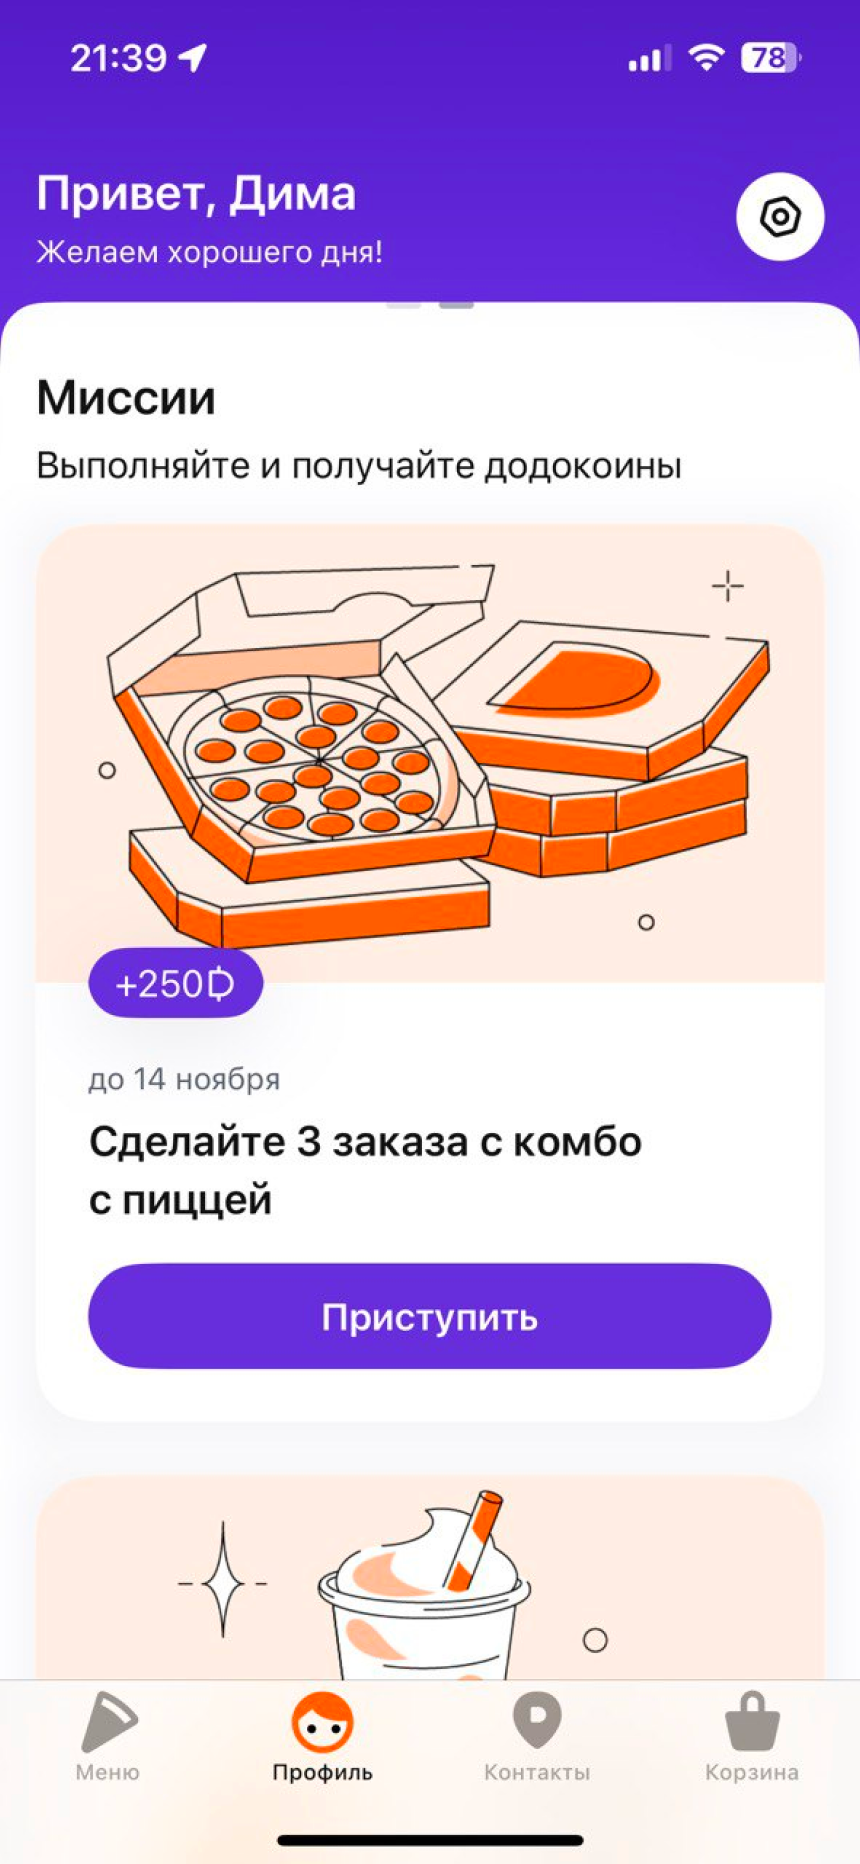 21:39
78
Привет, Дима
Желаем хорошего дня!
Миссии
Выполняйте и получайте додокоины
+250
до 14 ноября
Сделайте 3 заказа с комбо
с пиццей
Приступить
Меню
Профиль
Контакты
Корзина